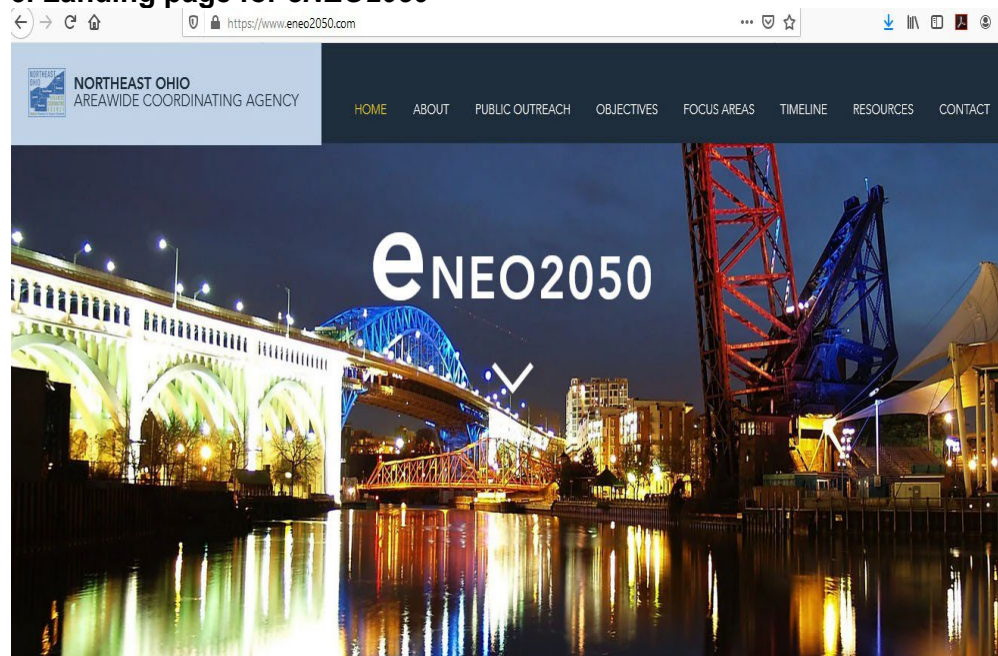 https://www.eneo2050.com
NORTHEAST OHIO
AREAWIDE COORDINATING AGENCY
HOME ABOUT PUBLIC OUTREACH OBJECTIVES FOCUS AREAS TIMELINE RESOURCES CONTACT
eNEO2050